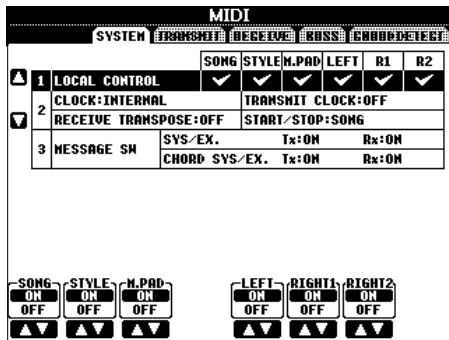 MIDI
SYSTEM TRANSMIT RECEIVE BASS CHORD DETECT
SONG STYLE M.PAD LEFT R1 R2
1 LOCAL CONTROL
2 CLOCK:INTERNAL TRANSMIT CLOCK:OFF
RECEIVE TRANSPOSE:OFF START/STOP:SONG
3 MESSAGE SW SYS/EX. Tx:ON Rx:ON
CHORD SYS/EX. Tx:ON Rx:ON
SONG STYLE M.PAD LEFT RIGHT1 RIGHT2
ON ON ON ON ON ON
OFF OFF OFF OFF OFF OFF